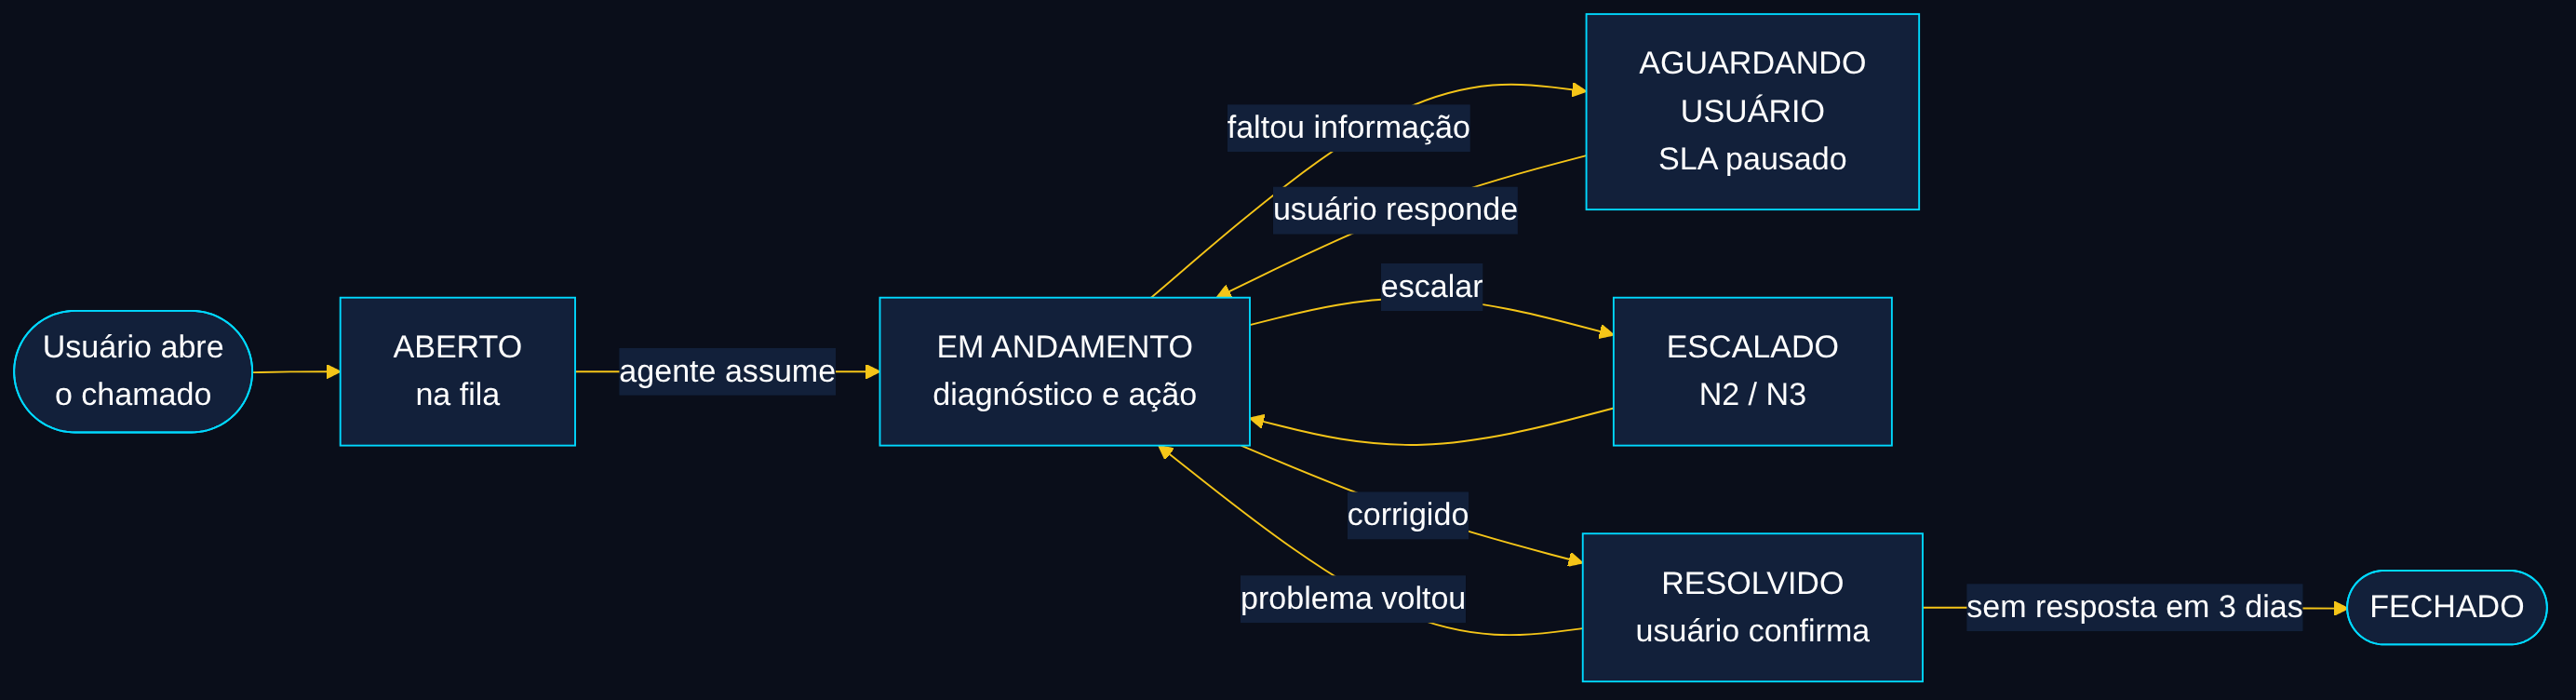 Usuário abre
o chamado
ABERTO
na fila
agente assume
EM ANDAMENTO
diagnóstico e ação
faltou informação
usuário responde
AGUARDANDO
USUÁRIO
SLA pausado
escalar
ESCALADO
N2 / N3
corrigido
problema voltou
RESOLVIDO
usuário confirma
sem resposta em 3 dias
FECHADO